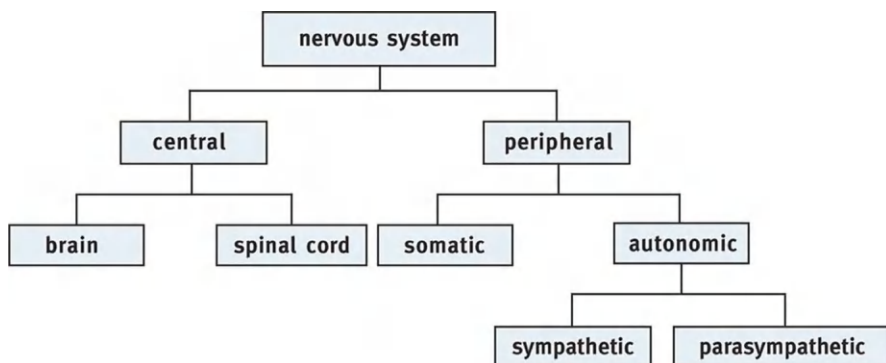 nervous system
central
peripheral
brain
spinal cord
somatic
autonomic
sympathetic
parasympathetic